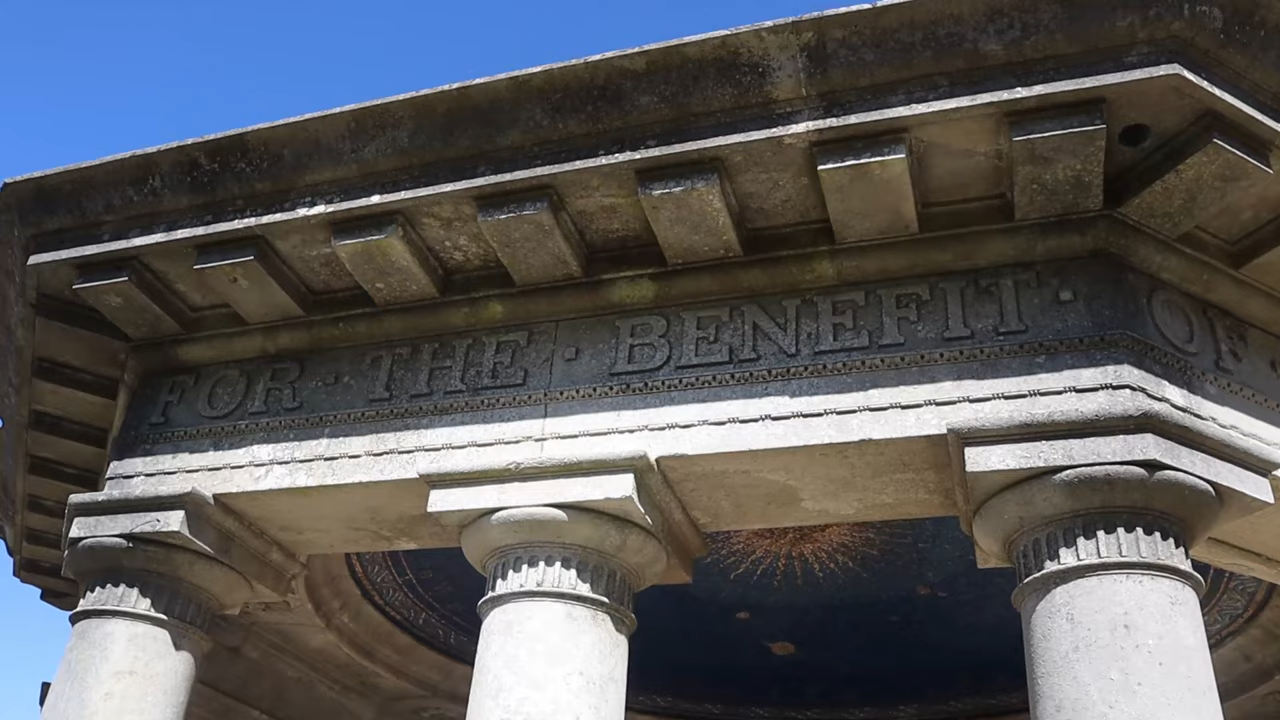 FOR · THE · BENEFIT · OF